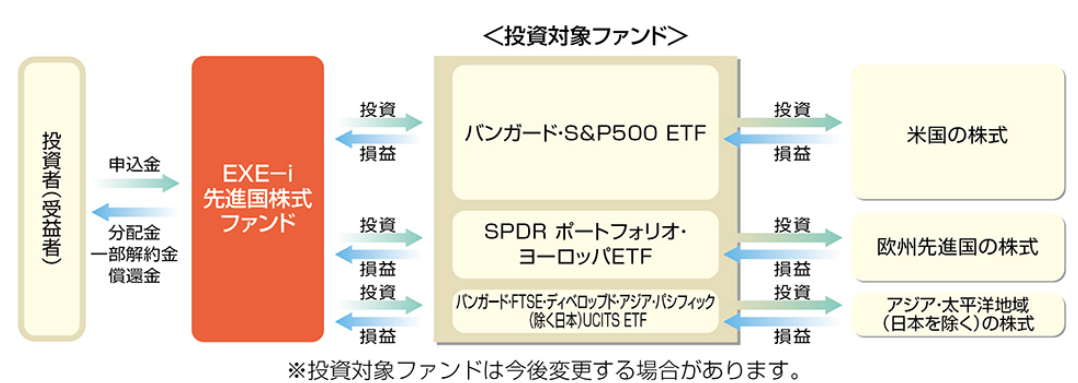 ＜投資対象ファンド＞
投資者（受益者）
申込金
分配金
一部解約金
償還金
EXE－i
先進国株式
ファンド
投資
損益
バンガード・S&P500 ETF
投資
損益
米国の株式
投資
損益
SPDR ポートフォリオ・
ヨーロッパETF
投資
損益
欧州先進国の株式
投資
損益
バンガード・FTSE・ディベロップド・アジア・パシフィック
（除く日本）UCITS ETF
投資
損益
アジア・太平洋地域
（日本を除く）の株式
※投資対象ファンドは今後変更する場合があります。